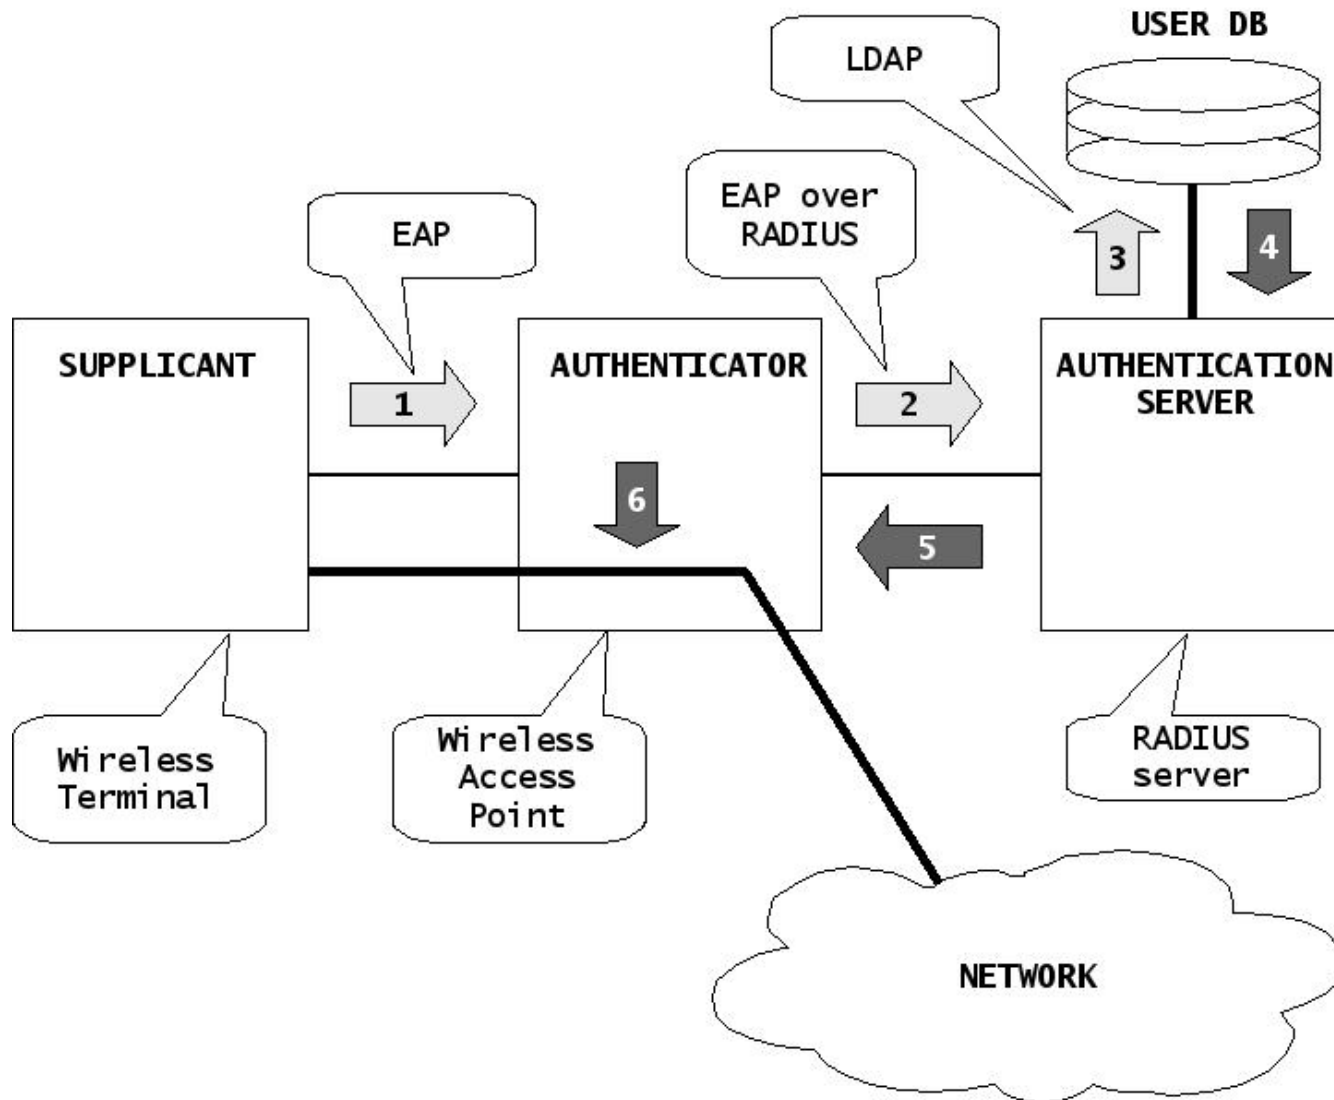 USER DB
LDAP
EAP over
RADIUS
EAP
3
4
SUPPLICANT
AUTHENTICATOR
AUTHENTICATION
SERVER
1
2
6
5
Wireless
Terminal
Wireless
Access
Point
RADIUS
server
NETWORK